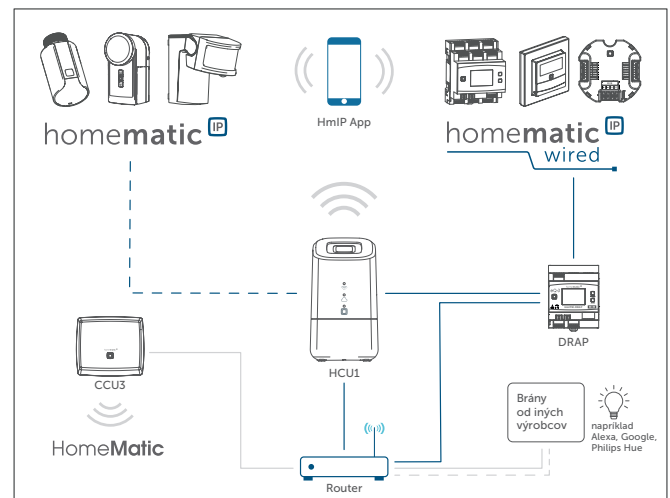 HmIP App
homematic IP
homematic IP
wired
HCU1
DRAP
CCU3
HomeMatic
Brány
od iných
výrobcov
napríklad
Alexa, Google,
Philips Hue
Router